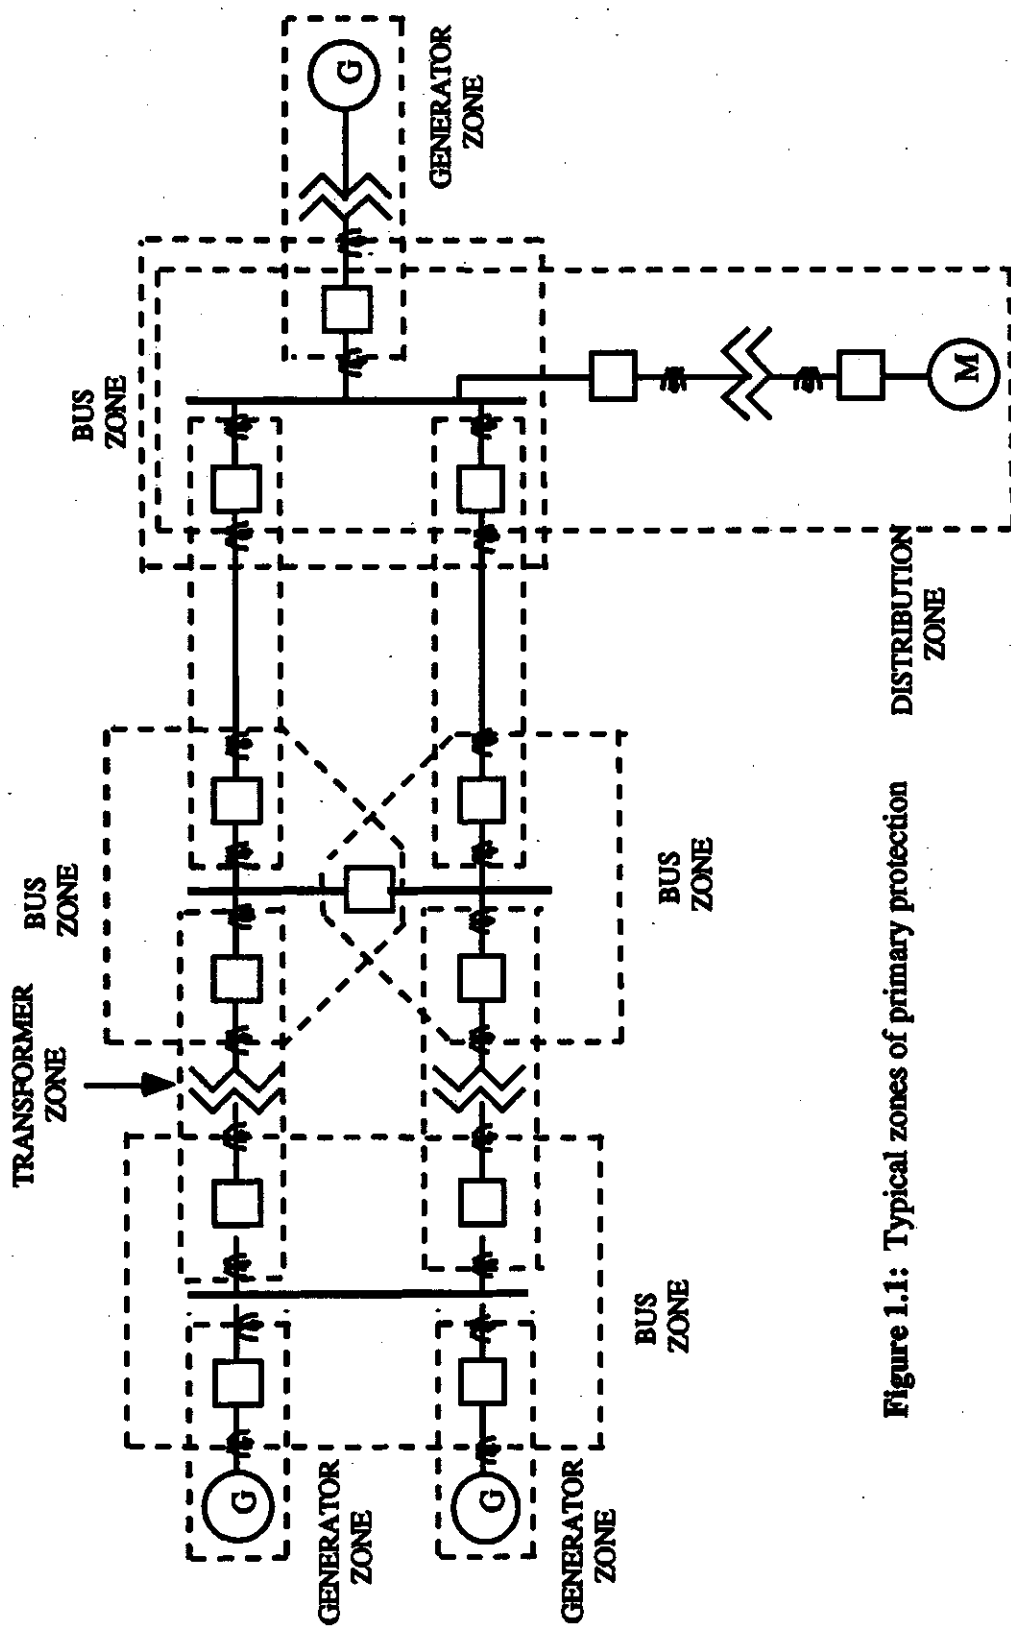 TRANSFORMER
ZONE
BUS
ZONE
BUS
ZONE
G
GENERATOR
ZONE
G
GENERATOR
ZONE
G
GENERATOR
ZONE
BUS
ZONE
BUS
ZONE
M
DISTRIBUTION
ZONE
Figure 1.1: Typical zones of primary protection